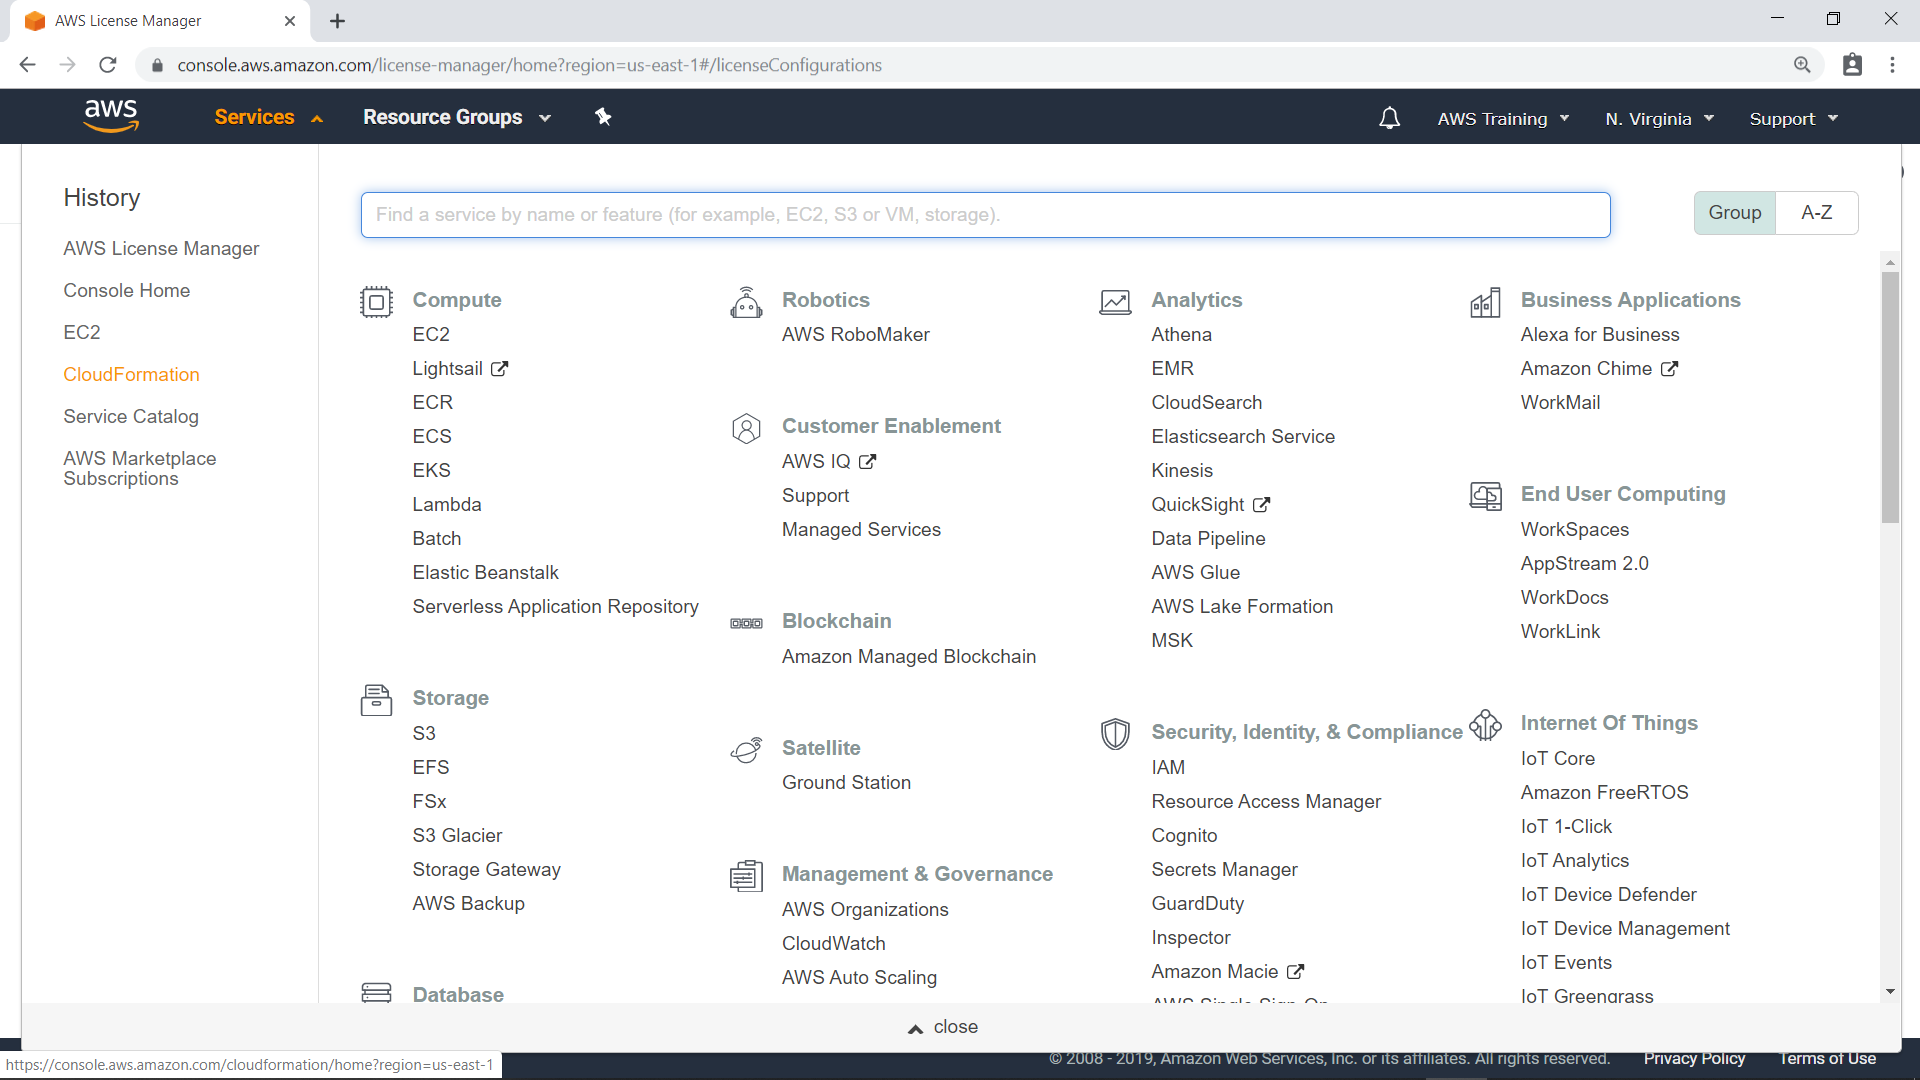 AWS License Manager
console.aws.amazon.com/license-manager/home?region=us-east-1#/licenseConfigurations
aws
Services
Resource Groups
AWS Training
N. Virginia
Support
History
AWS License Manager
Console Home
EC2
CloudFormation
Service Catalog
AWS Marketplace
Subscriptions
Find a service by name or feature (for example, EC2, S3 or VM, storage).
Group
A-Z
Compute
EC2
Lightsail
ECR
ECS
EKS
Lambda
Batch
Elastic Beanstalk
Serverless Application Repository
Storage
S3
EFS
FSx
S3 Glacier
Storage Gateway
AWS Backup
Database
Robotics
AWS RoboMaker
Customer Enablement
AWS IQ
Support
Managed Services
Blockchain
Amazon Managed Blockchain
Satellite
Ground Station
Management & Governance
AWS Organizations
CloudWatch
AWS Auto Scaling
Analytics
Athena
EMR
CloudSearch
Elasticsearch Service
Kinesis
QuickSight
Data Pipeline
AWS Glue
AWS Lake Formation
MSK
Security, Identity, & Compliance
IAM
Resource Access Manager
Cognito
Secrets Manager
GuardDuty
Inspector
Amazon Macie
AWS Single Sign-On
Business Applications
Alexa for Business
Amazon Chime
WorkMail
End User Computing
WorkSpaces
AppStream 2.0
WorkDocs
WorkLink
Internet Of Things
IoT Core
Amazon FreeRTOS
IoT 1-Click
IoT Analytics
IoT Device Defender
IoT Device Management
IoT Events
IoT Greengrass
close
https://console.aws.amazon.com/cloudformation/home?region=us-east-1
© 2008 - 2019, Amazon Web Services, Inc. or its affiliates. All rights reserved.
Privacy Policy
Terms of Use